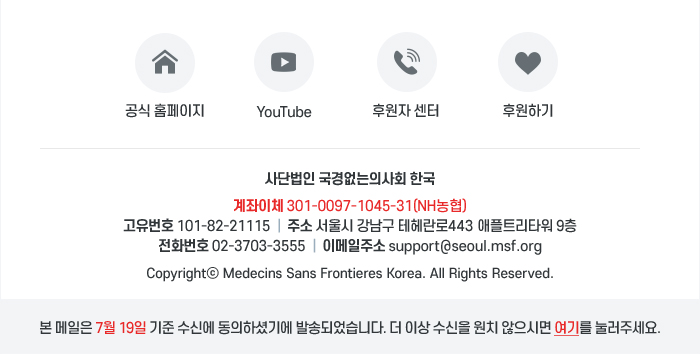 공식 홈페이지
YouTube
후원자 센터
후원하기
사단법인 국경없는의사회 한국
계좌이체 301-0097-1045-31(NH농협)
고유번호 101-82-21115 | 주소 서울시 강남구 테헤란로443 애플트리타워 9층
전화번호 02-3703-3555 | 이메일주소 support@seoul.msf.org
Copyrightⓒ Medecins Sans Frontieres Korea. All Rights Reserved.
본 메일은 7월 19일 기준 수신에 동의하셨기에 발송되었습니다. 더 이상 수신을 원치 않으시면 여기를 눌러주세요.